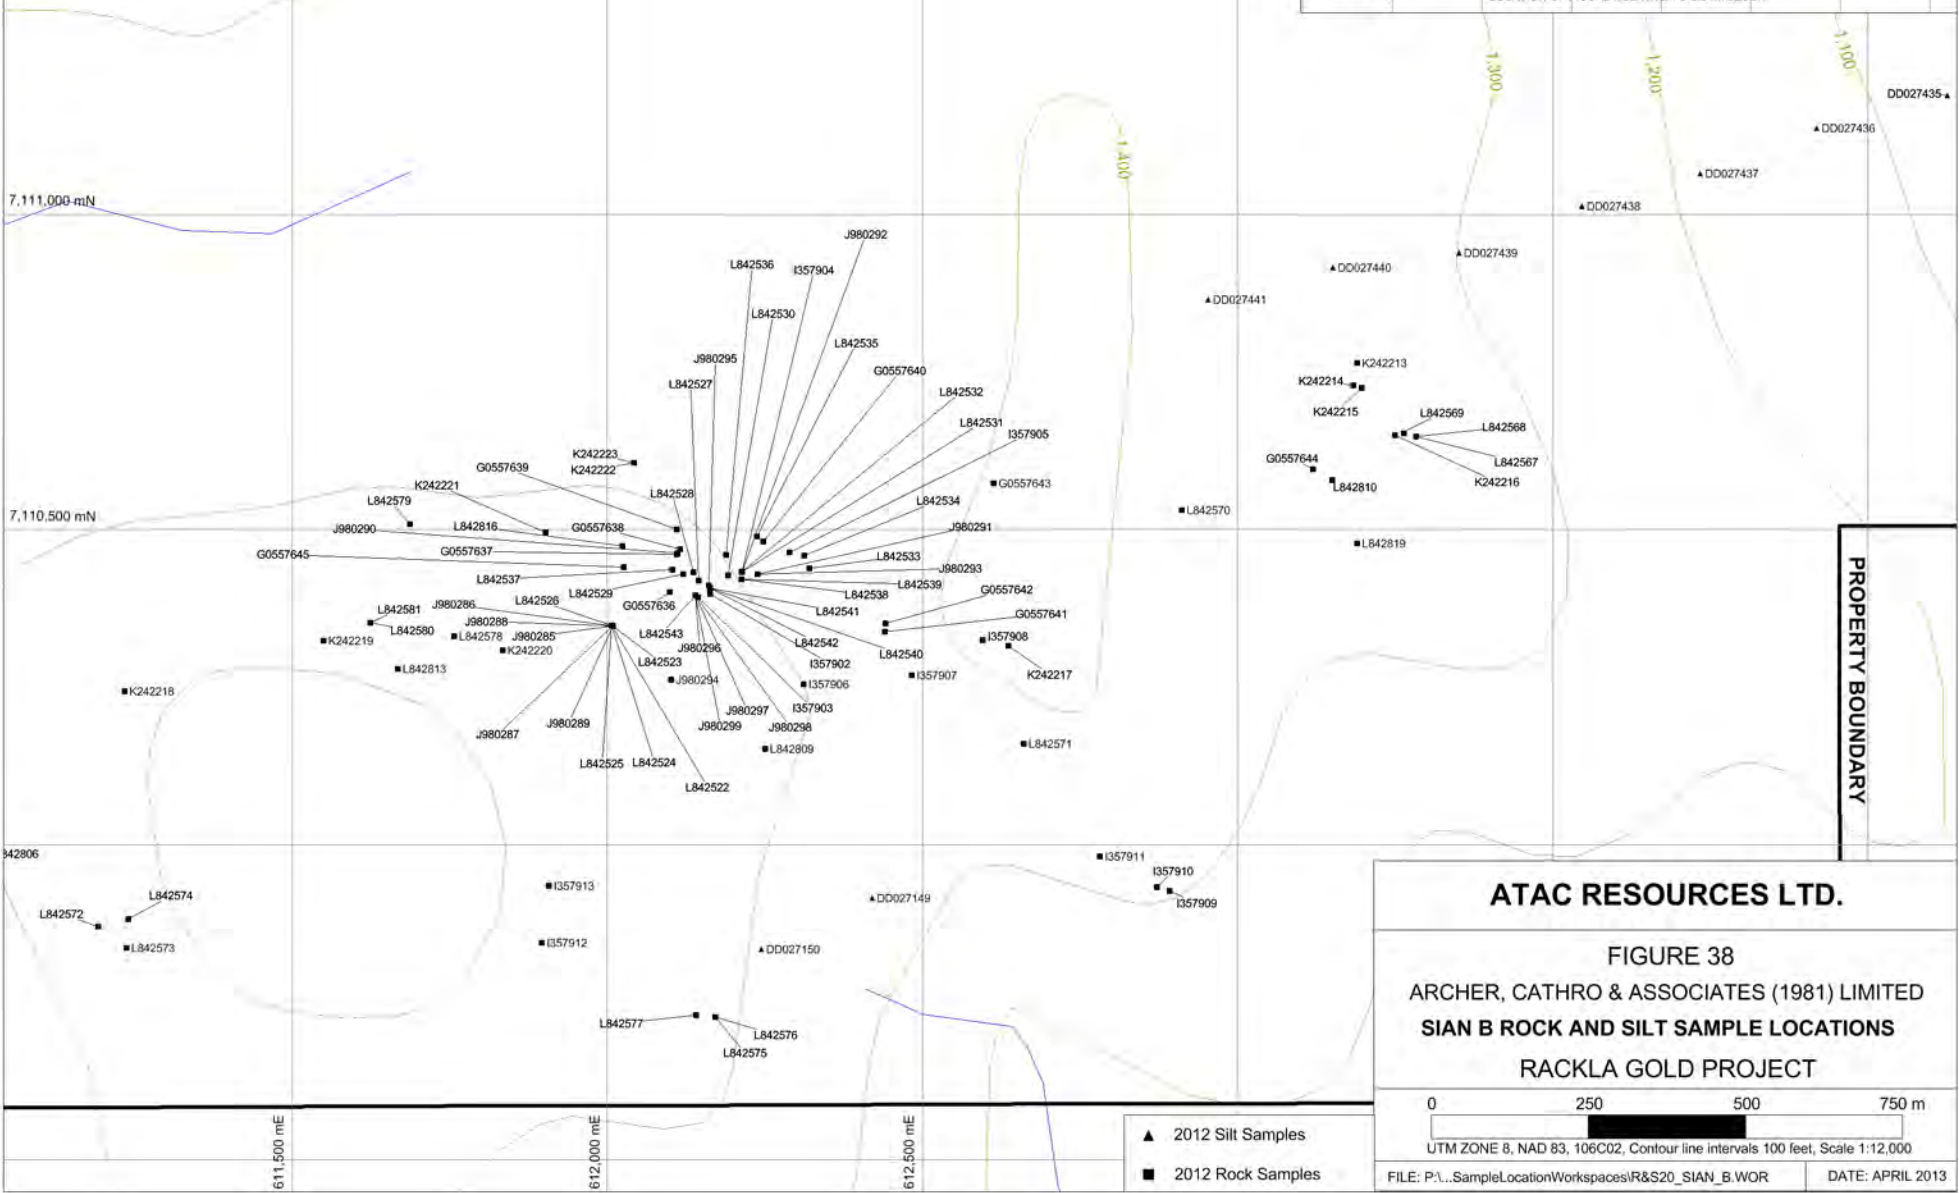 1,300
1,200
1,100
1,400
DD027435
DD027436
DD027437
DD027438
DD027439
DD027440
DD027441
7,111,000 mN
J980292
L842536
I357904
L842530
L842535
J980295
G0557640
L842527
L842532
L842531
I357905
K242213
K242214
K242215
L842569
L842568
L842567
K242216
G0557644
L842810
K242223
K242222
G0557639
K242221
L842528
G0557643
L842579
L842534
L842570
7,110,500 mN
J980290
L842816
G0557638
J980291
L842819
G0557645
G0557637
L842533
J980293
L842537
L842539
L842529
L842538
G0557642
L842526
G0557636
L842541
G0557641
L842581
J980286
L842580
J980288
L842578
J980285
L842543
L842542
I357908
K242219
K242220
J980296
L842540
L842523
I357902
K242217
L842813
J980294
I357906
I357907
K242218
J980297
I357903
J980289
J980299
J980298
J980287
L842571
L842809
L842525
L842524
L842522
PROPERTY BOUNDARY
842806
I357911
I357910
I357909
I357913
DD027149
L842574
L842572
L842573
I357912
DD027150
L842577
L842576
L842575
611,500 mE
612,000 mE
612,500 mE
2012 Silt Samples
2012 Rock Samples
ATAC RESOURCES LTD.
FIGURE 38
ARCHER, CATHRO & ASSOCIATES (1981) LIMITED
SIAN B ROCK AND SILT SAMPLE LOCATIONS
RACKLA GOLD PROJECT
0 250 500 750 m
UTM ZONE 8, NAD 83, 106C02, Contour line intervals 100 feet, Scale 1:12,000
FILE: P:\...SampleLocationWorkspaces\R&S20_SIAN_B.WOR
DATE: APRIL 2013